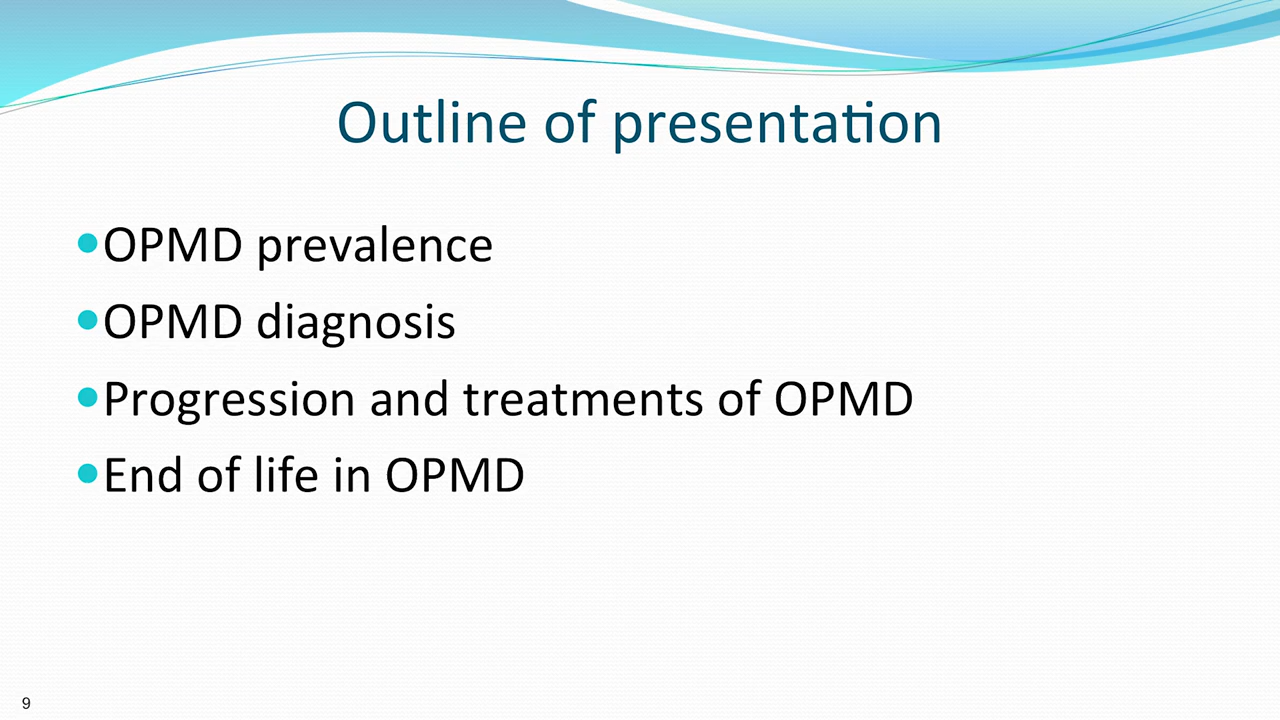 Outline of presentation
•OPMD prevalence
•OPMD diagnosis
•Progression and treatments of OPMD
•End of life in OPMD
9